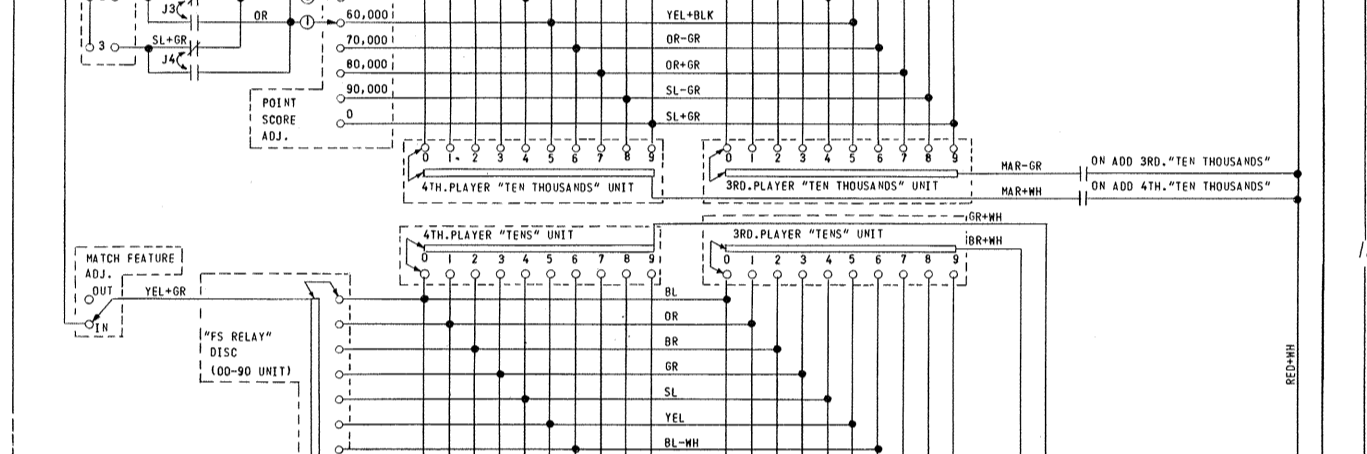 J3
OR
60,000
YEL+BLK
3
SL+GR
70,000
OR-GR
J4
80,000
OR+GR
90,000
SL-GR
POINT
SCORE
ADJ.
0
SL+GR
0 1 2 3 4 5 6 7 8 9
0 1 2 3 4 5 6 7 8 9
4TH.PLAYER "TEN THOUSANDS" UNIT
3RD.PLAYER "TEN THOUSANDS" UNIT
MAR-GR
ON ADD 3RD."TEN THOUSANDS"
MAR+WH
ON ADD 4TH."TEN THOUSANDS"
GR+WH
4TH.PLAYER "TENS" UNIT
3RD.PLAYER "TENS" UNIT
BR+WH
0 1 2 3 4 5 6 7 8 9
0 1 2 3 4 5 6 7 8 9
MATCH FEATURE
ADJ.
OUT
YEL+GR
IN
BL
OR
"FS RELAY"
DISC
(00-90 UNIT)
BR
GR
SL
YEL
BL-WH
RED+WH